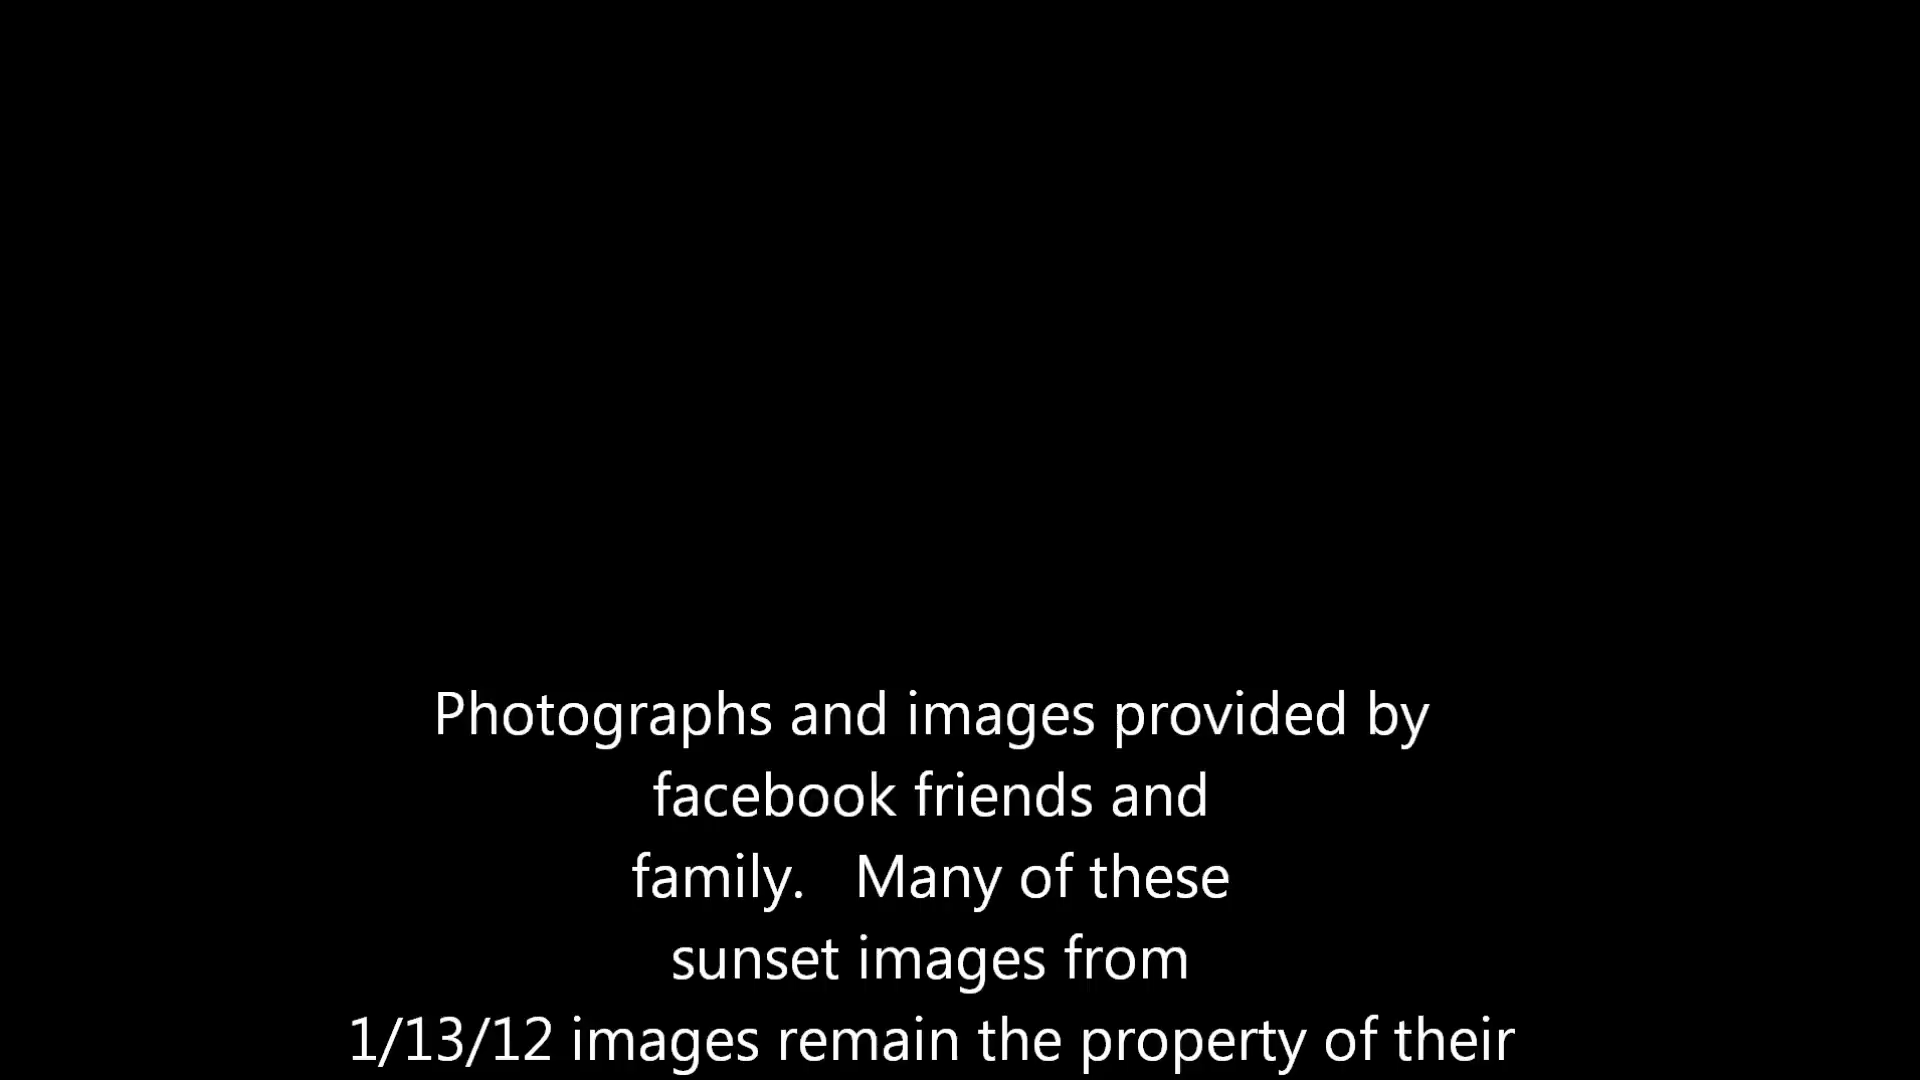 Photographs and images provided by
facebook friends and
family.   Many of these
sunset images from
1/13/12 images remain the property of their